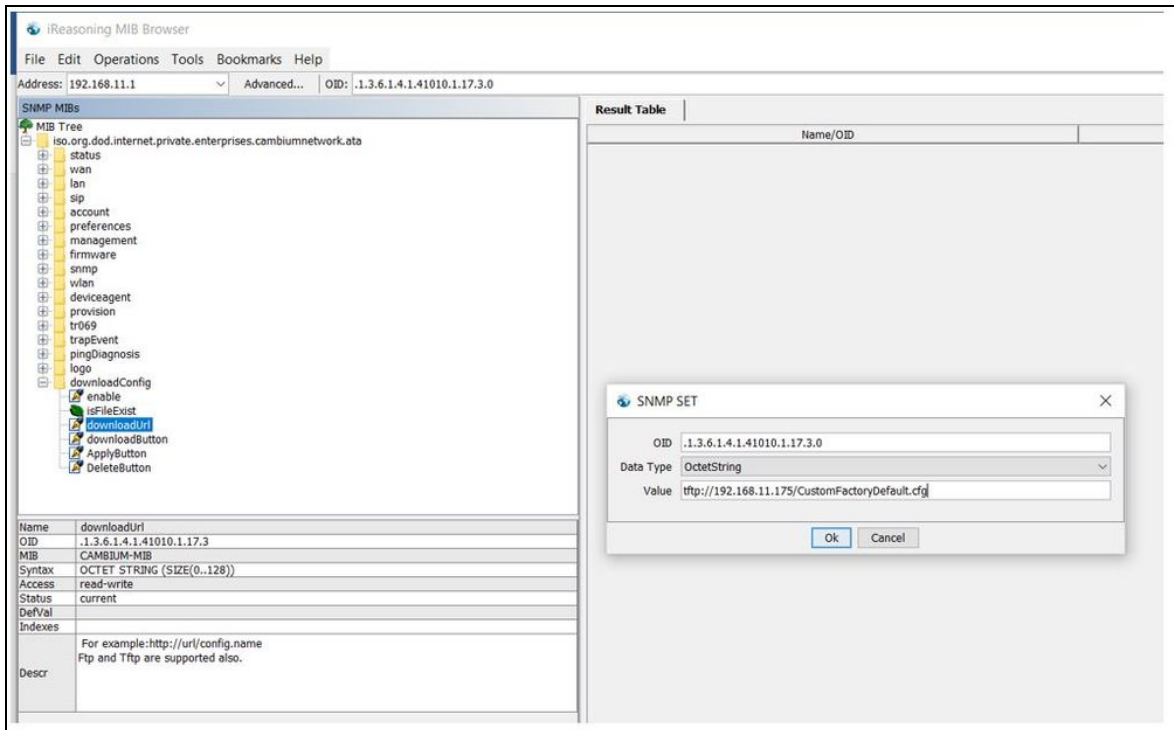 iReasoning MIB Browser
File Edit Operations Tools Bookmarks Help
Address: 192.168.11.1 Advanced... OID: .1.3.6.1.4.1.41010.1.17.3.0
SNMP MIBs
MIB Tree
iso.org.dod.internet.private.enterprises.cambiumnetwork.ata
status
wan
lan
sip
account
preferences
management
firmware
snmp
wlan
deviceagent
provision
tr069
trapEvent
pingDiagnosis
logo
downloadConfig
enable
isFileExist
downloadUrl
downloadButton
ApplyButton
DeleteButton
Name downloadUrl
OID .1.3.6.1.4.1.41010.1.17.3
MIB CAMBIUM-MIB
Syntax OCTET STRING (SIZE(0..128))
Access read-write
Status current
DefVal
Indexes
Descr
For example:http://url/config.name
Ftp and Tftp are supported also.
Result Table
Name/OID
SNMP SET
OID .1.3.6.1.4.1.41010.1.17.3.0
Data Type OctetString
Value tftp://192.168.11.175/CustomFactoryDefault.cfg
Ok Cancel